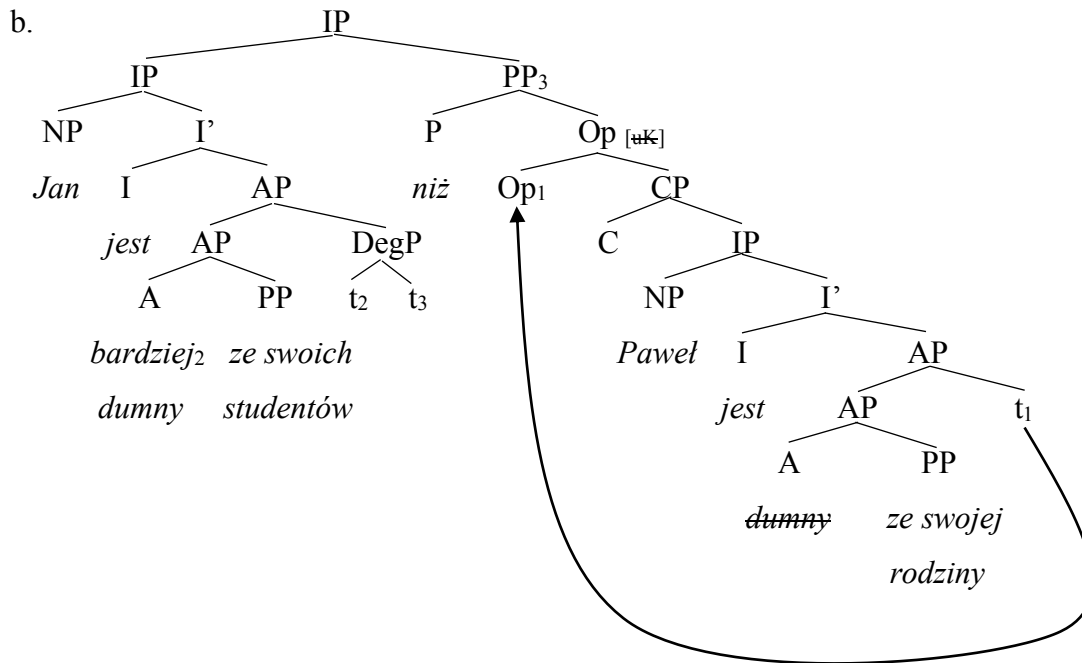 b. IP
IP PP3
NP I’ P Op [uK]
Jan I AP niż Op1 CP
jest AP DegP C IP
A PP t2 t3 NP I’
bardziej2 ze swoich Paweł I AP
dumny studentów jest AP t1
A PP
dumny ze swojej
rodziny